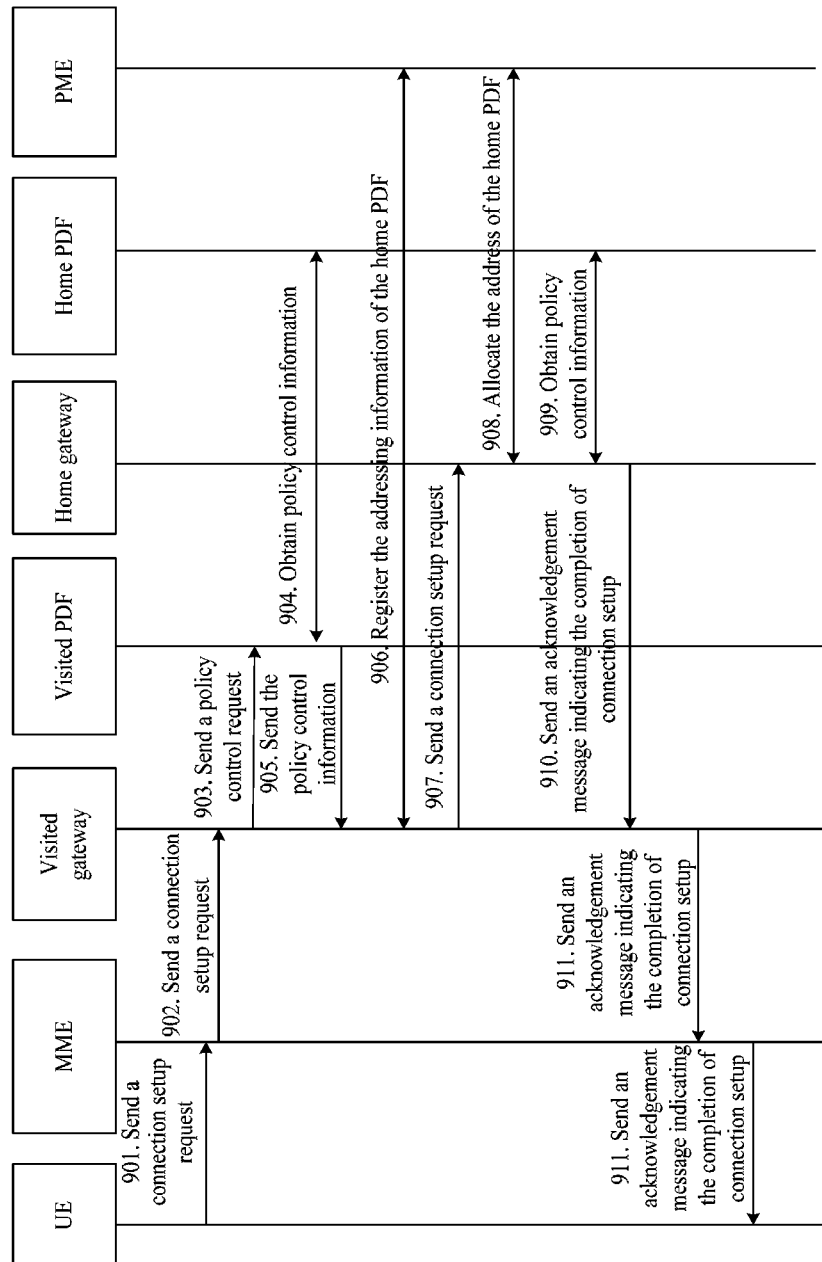 UE
MME
Visited
gateway
Visited PDF
Home gateway
Home PDF
PME
901. Send a
connection setup
request
902. Send a connection
setup request
903. Send a policy
control request
904. Obtain policy control information
905. Send the
policy control
information
906. Register the addressing information of the home PDF
907. Send a connection setup request
908. Allocate the address of the home PDF
909. Obtain policy
control information
910. Send an acknowledgement
message indicating the completion of
connection setup
911. Send an
acknowledgement
message indicating
the completion of
connection setup
911. Send an
acknowledgement
message indicating
the completion of
connection setup